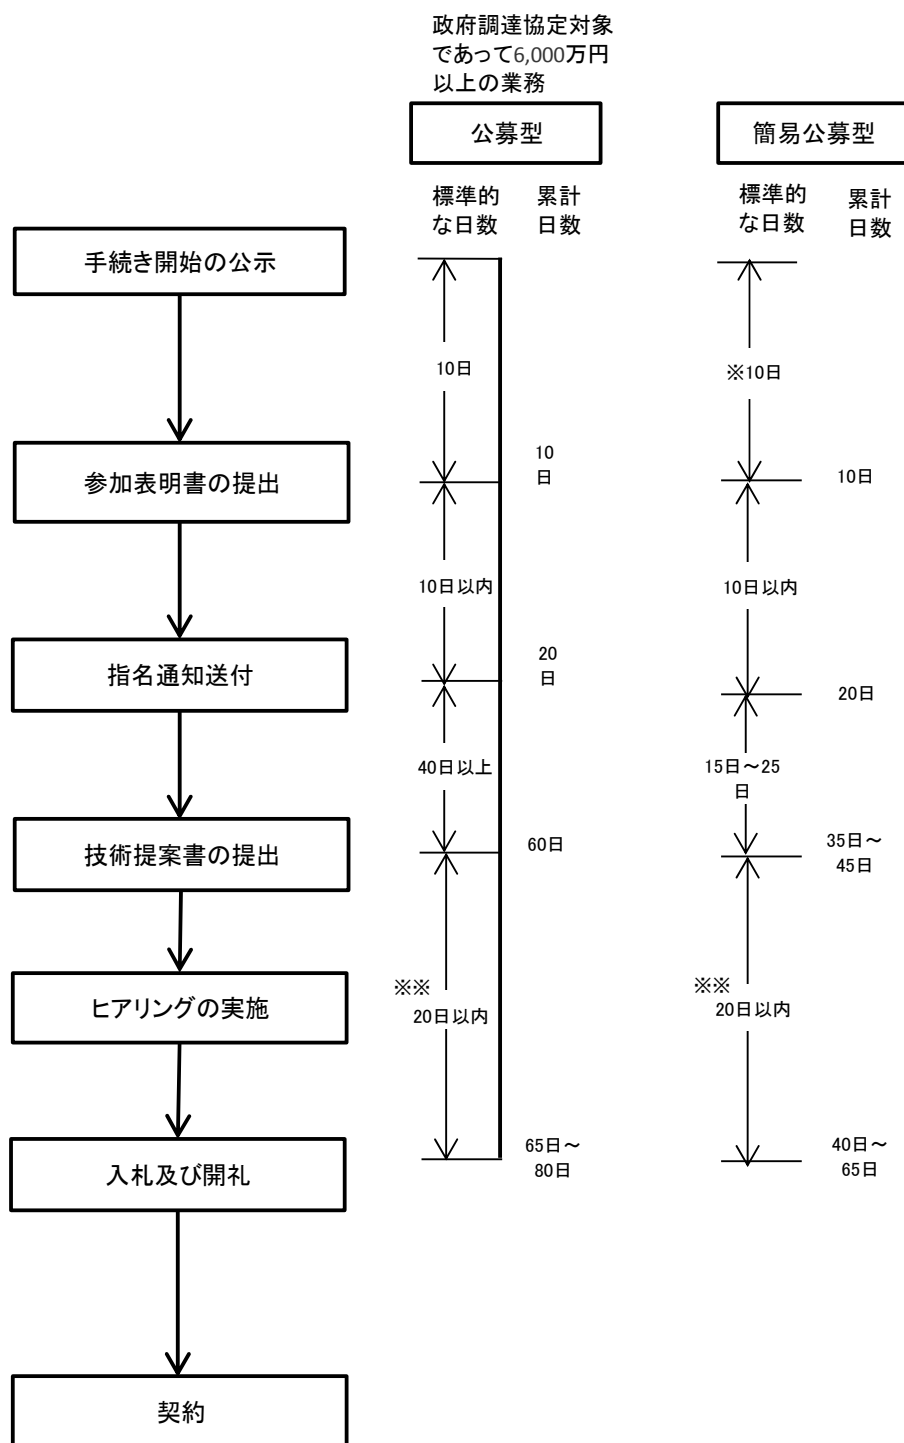 政府調達協定対象
であって6,000万円
以上の業務
公募型
簡易公募型
標準的
な日数
累計
日数
標準的
な日数
累計
日数
手続き開始の公示
10日
※10日
参加表明書の提出
10
日
10日
10日以内
10日以内
指名通知送付
20
日
20日
40日以上
15日～25
日
技術提案書の提出
60日
35日～
45日
ヒアリングの実施
※※
20日以内
※※
20日以内
入札及び開礼
65日～
80日
40日～
65日
契約